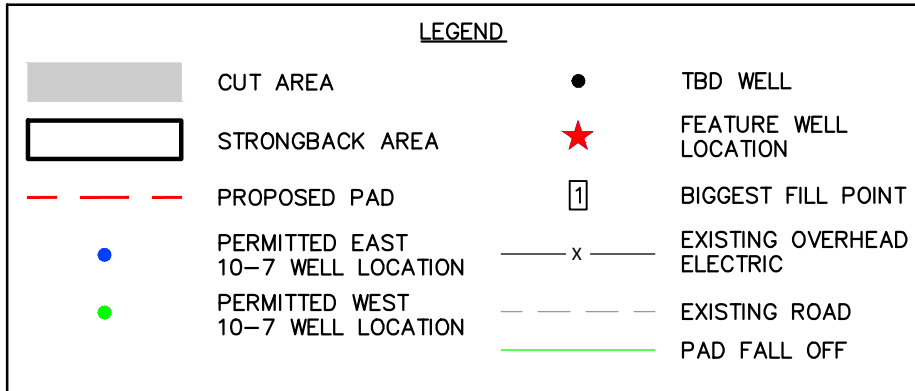 LEGEND
CUT AREA
STRONGBACK AREA
PROPOSED PAD
PERMITTED EAST
10-7 WELL LOCATION
PERMITTED WEST
10-7 WELL LOCATION
TBD WELL
FEATURE WELL
LOCATION
1
BIGGEST FILL POINT
X
EXISTING OVERHEAD
ELECTRIC
EXISTING ROAD
PAD FALL OFF